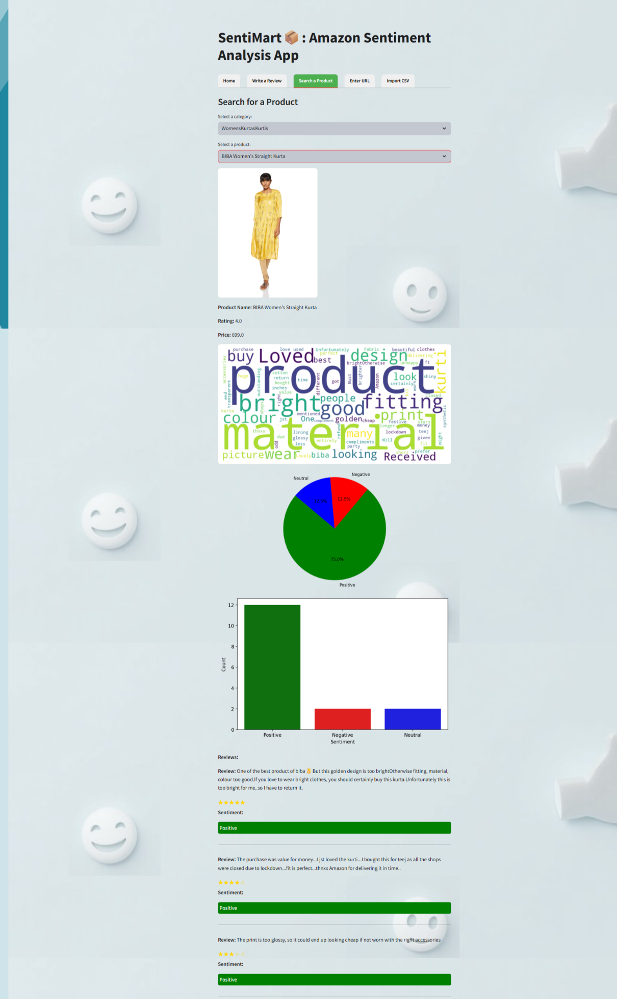 SentiMart 📦 : Amazon Sentiment
Analysis App
Home
Write a Review
Search a Product
Enter URL
Import CSV
Search for a Product
Select a category:
WomensKurtasKurtis
Select a product:
BIBA Women's Straight Kurta
Product Name: BIBA Women's Straight Kurta
Rating: 4.0
Price: 699.0
purchase love used Unfortunately Fabric beautiful clothes
buy Loved best perfect design delivering
accessories brightOtherwise unhappy ft kurti
product
huge cotton return bought inches value time different got Must brighter Amazon look certainly worn shiny
end transparent outstanding right bit closed
bright people good fitting
kurta shops mentioned
colour jst One complement golden cheap print festive stars longer money synthetic
material
thnxx due odd lining glossy less entirely refund many compliments party lockdown Will teej given fit might
picture wear Lovely biba looking short prefer Received
Neutral
Negative
12.5%
12.5%
75.0%
Positive
12
10
8
6
4
2
0
Count
Positive
Negative
Neutral
Sentiment
Reviews:
Review: One of the best product of biba 🥇 But this golden design is too brightOtherwise fitting, material,
colour too good.If you love to wear bright clothes, you should certainly buy this kurta.Unfortunately this is
too bright for me, so I have to return it.
★★★★★
Sentiment:
Positive
Review: The purchase was value for money...I jst loved the kurti...I bought this for teej as all the shops
were closed due to lockdown...fit is perfect...thnxx Amazon for delivering it in time..
★★★★★
Sentiment:
Positive
Review: The print is too glossy, so it could end up looking cheap if not worn with the right accessories
★★★★★
Sentiment:
Positive